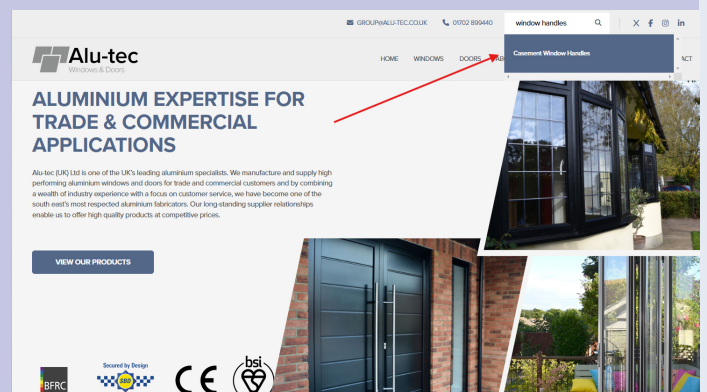 GROUP@ALU-TEC.CO.UK 01702 899440 window handles
Casement Window Handles
Alu-tec
Windows & Doors
HOME WINDOWS DOORS
ALUMINIUM EXPERTISE FOR
TRADE & COMMERCIAL
APPLICATIONS
Alu-tec (UK) Ltd is one of the UK's leading aluminium specialists. We manufacture and supply high
performing aluminium windows and doors for trade and commercial customers and by combining
a wealth of industry experience with a focus on customer service, we have become one of the
south east's most respected aluminium fabricators. Our long-standing supplier relationships
enable us to offer high quality products at competitive prices.
VIEW OUR PRODUCTS
BFRC
Secured by Design
SBD
CE
bsi.